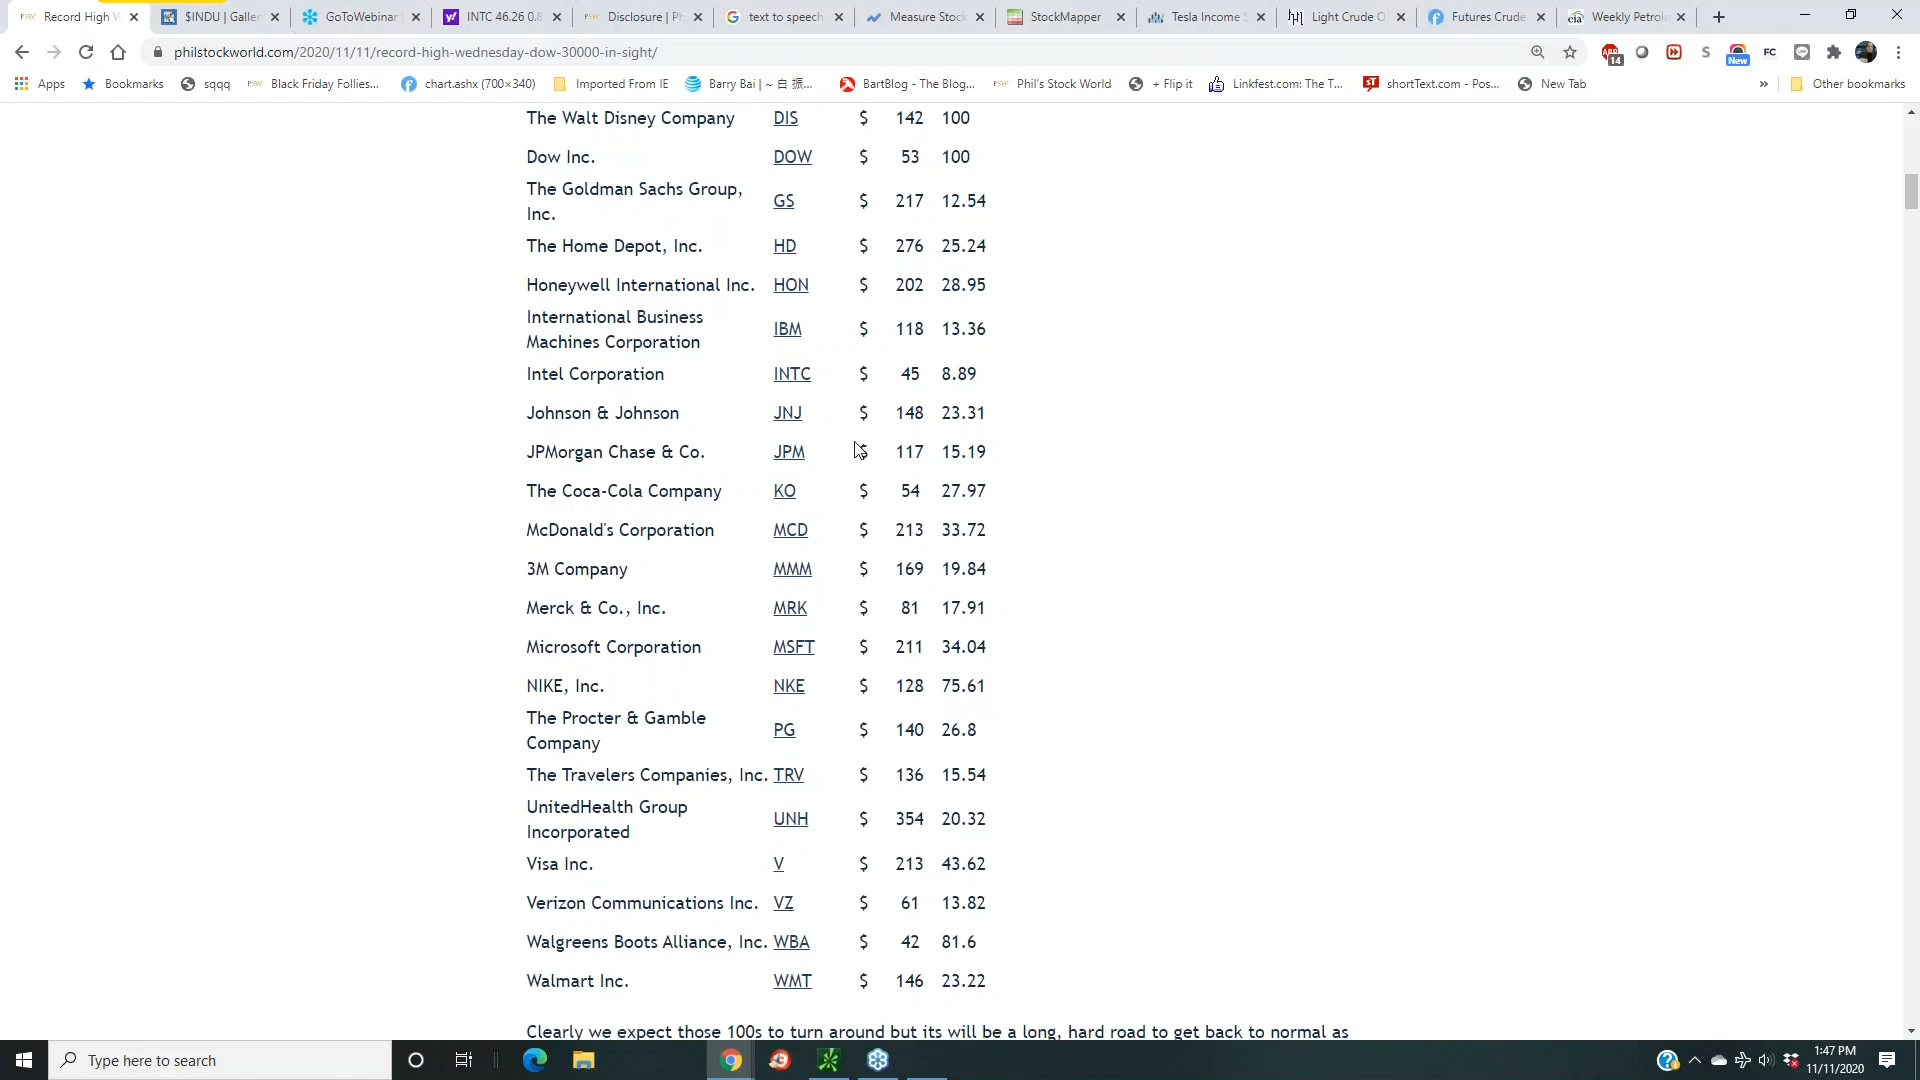 Record High W
$INDU | Galler
GoToWebinar
INTC 46.26 0.8
Disclosure | Ph
text to speech
Measure Stock
StockMapper
Tesla Income S
Light Crude O
Futures Crude
Weekly Petrole
philstockworld.com/2020/11/11/record-high-wednesday-dow-30000-in-sight/
14
S
New
FC
Apps
Bookmarks
sqqq
Black Friday Follies...
chart.ashx (700×340)
Imported From IE
Barry Bai | ~ 白 振...
BartBlog - The Blog...
Phil's Stock World
+ Flip it
Linkfest.com: The T...
shortText.com - Pos...
New Tab
»
Other bookmarks
The Walt Disney Company DIS $ 142 100
Dow Inc. DOW $ 53 100
The Goldman Sachs Group,
Inc. GS $ 217 12.54
The Home Depot, Inc. HD $ 276 25.24
Honeywell International Inc. HON $ 202 28.95
International Business
Machines Corporation IBM $ 118 13.36
Intel Corporation INTC $ 45 8.89
Johnson & Johnson JNJ $ 148 23.31
JPMorgan Chase & Co. JPM $ 117 15.19
The Coca-Cola Company KO $ 54 27.97
McDonald's Corporation MCD $ 213 33.72
3M Company MMM $ 169 19.84
Merck & Co., Inc. MRK $ 81 17.91
Microsoft Corporation MSFT $ 211 34.04
NIKE, Inc. NKE $ 128 75.61
The Procter & Gamble
Company PG $ 140 26.8
The Travelers Companies, Inc. TRV $ 136 15.54
UnitedHealth Group
Incorporated UNH $ 354 20.32
Visa Inc. V $ 213 43.62
Verizon Communications Inc. VZ $ 61 13.82
Walgreens Boots Alliance, Inc. WBA $ 42 81.6
Walmart Inc. WMT $ 146 23.22
Clearly we expect those 100s to turn around but its will be a long, hard road to get back to normal as
Type here to search
1:47 PM
11/11/2020